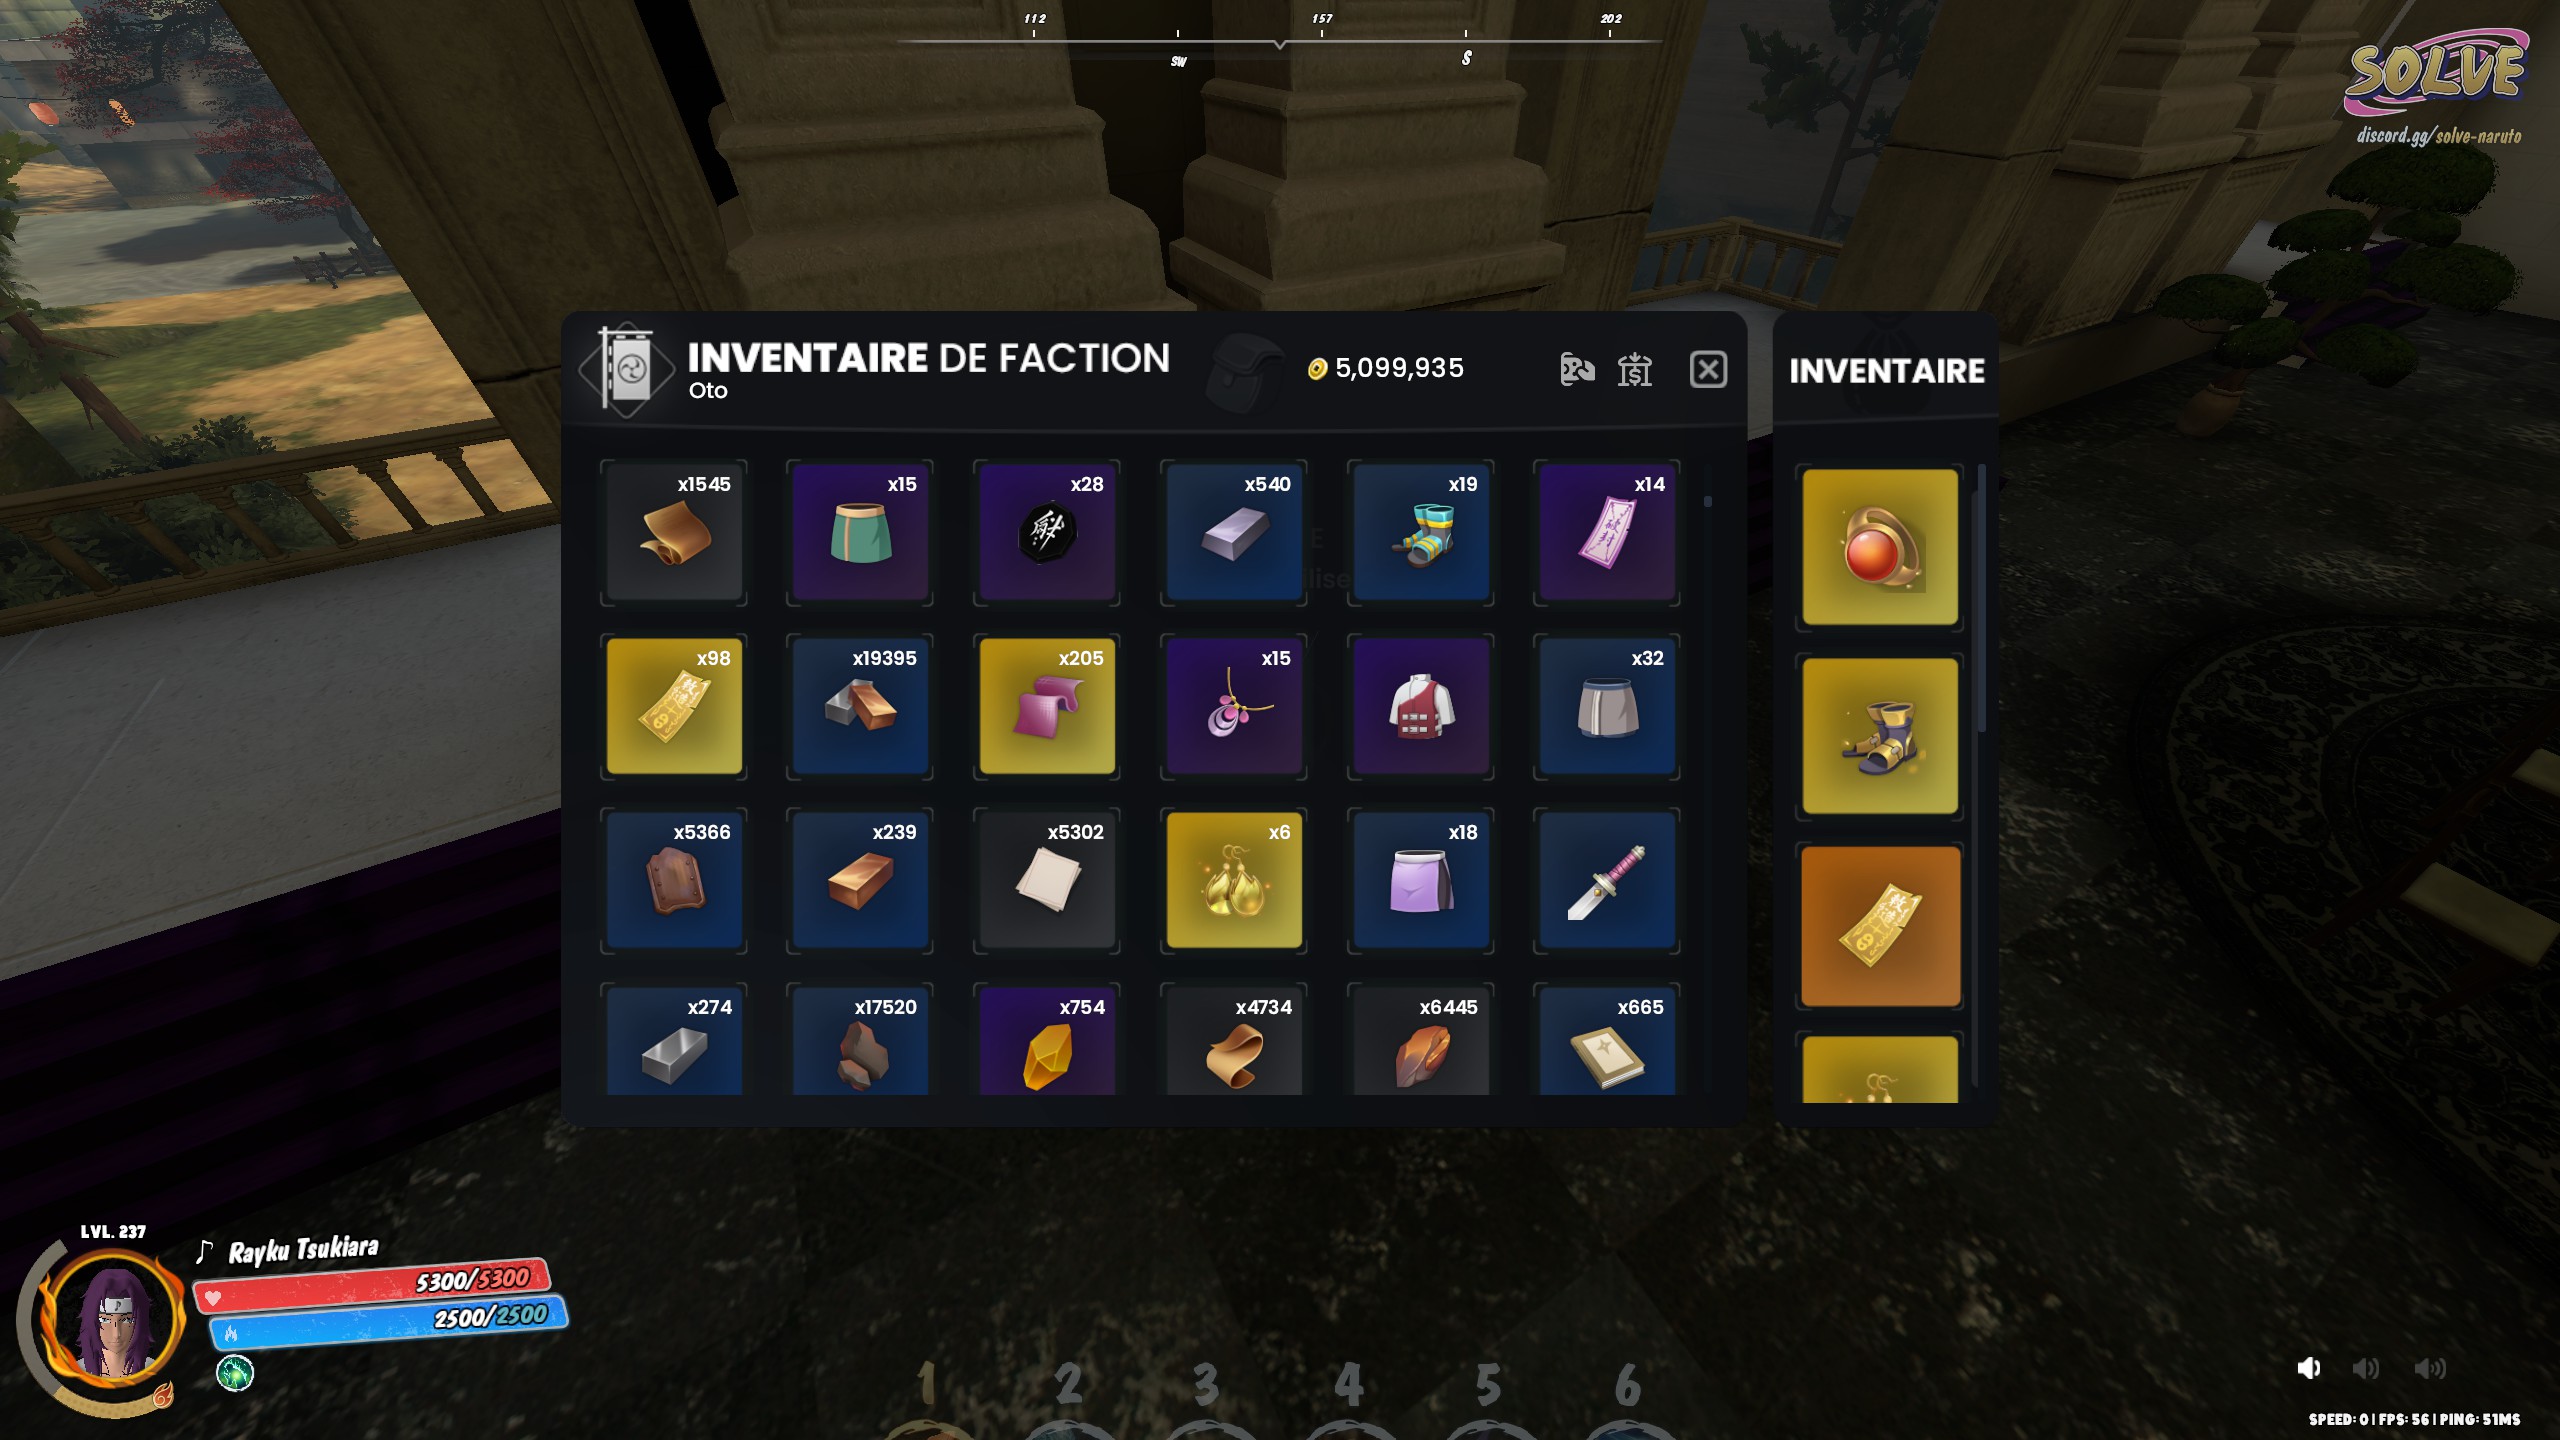 112
157
202
SW
S
SOLVE
discord.gg/solve-naruto
INVENTAIRE DE FACTION
Oto
5,099,935
INVENTAIRE
x1545
x15
x28
x540
x19
x14
x98
x19395
x205
x15
x32
x5366
x239
x5302
x6
x18
x274
x17520
x754
x4734
x6445
x665
LVL. 237
Rayku Tsukiara
5300/5300
2500/2500
1
2
3
4
5
6
SPEED: 0 | FPS: 56 | PING: 51MS